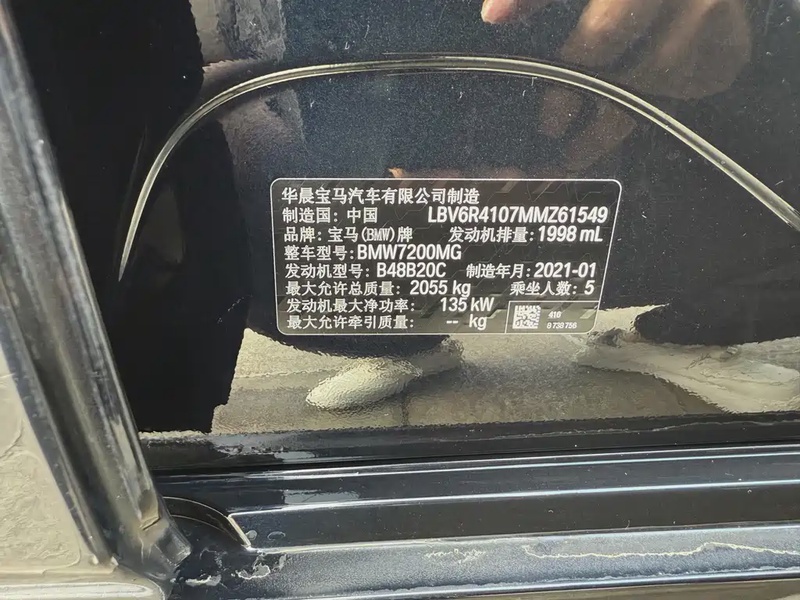 华晨宝马汽车有限公司制造
制造国：中国 LBV6R4107MMZ61549
品牌：宝马(BMW)牌 发动机排量：1998 mL
整车型号：BMW7200MG
发动机型号：B48B20C 制造年月：2021-01
最大允许总质量：2055 kg 乘坐人数：5
发动机最大净功率：135 kW
最大允许牵引质量：-- kg
418
8 738 756